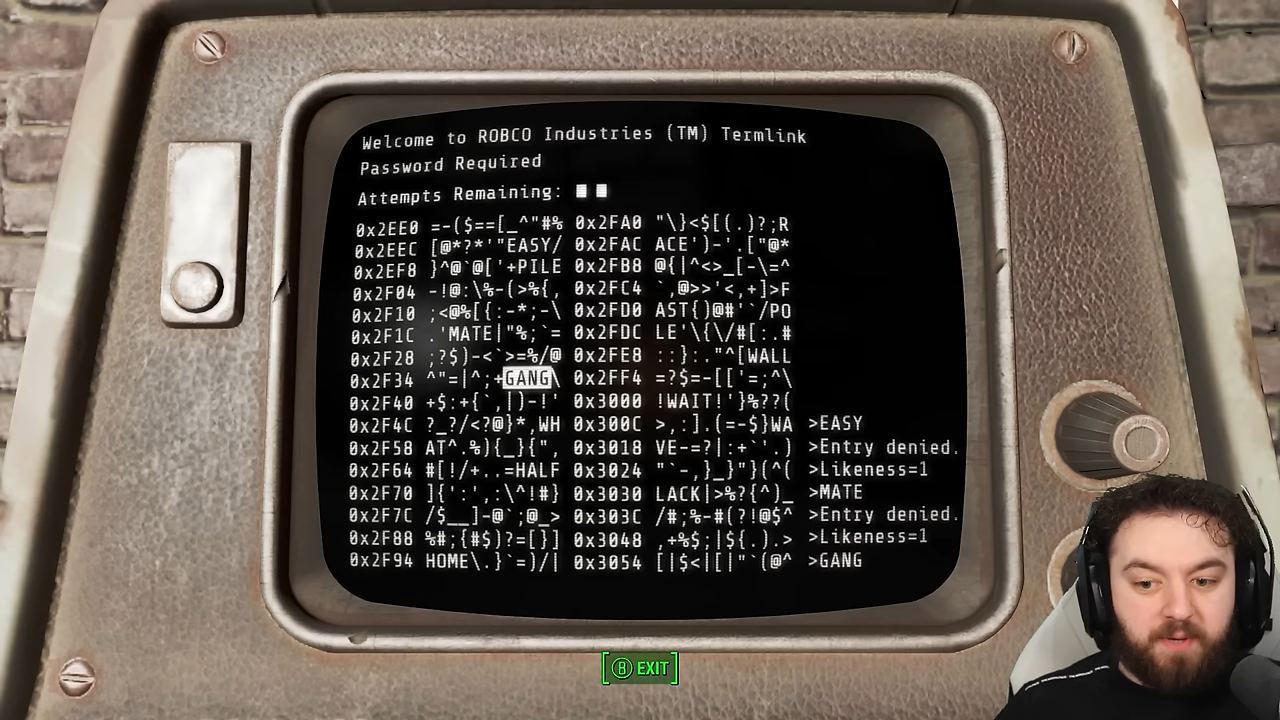 Welcome to ROBCO Industries (TM) Termlink
Password Required
Attempts Remaining:
0x2EE0 =-($==[_^"#% 0x2FA0 "\}<$[(.)?;R
0x2EEC [@*?*'"EASY/ 0x2FAC ACE')-'.["@*
0x2EF8 }^@`@['+PILE 0x2FB8 @{|^<>_[-\=^
0x2F04 -!@:\%-(>%{, 0x2FC4 `,@>>'<,+]>F
0x2F10 ;<@%[{:-*;-\ 0x2FD0 AST{)@#'`/PO
0x2F1C .'MATE|"%;`= 0x2FDC LE'\{\/#[:.#
0x2F28 ;?$)-<`>=%/@ 0x2FE8 ::}:."^[WALL
0x2F34 ^"=|^;+GANG\ 0x2FF4 =?$=-[['=;^\
0x2F40 +$:+{`,|)-!' 0x3000 !WAIT!'}%??(
0x2F4C ?_?/<?@}*,WH 0x300C >,:].(=-$}WA >EASY
0x2F58 AT^.%){_}{", 0x3018 VE-=?|:+`'.) >Entry denied.
0x2F64 #[!/+..=HALF 0x3024 "`-,}_}"}(^( >Likeness=1
0x2F70 ]{':',:\^!#} 0x3030 LACK|>%?{^)_ >MATE
0x2F7C /$__]-@`;@_> 0x303C /#;%-#(?!@$^ >Entry denied.
0x2F88 %#;{#$)?=[}] 0x3048 ,+%$;|${.).> >Likeness=1
0x2F94 HOME\.}`=)/| 0x3054 [|$<|[|"`(@^ >GANG
B EXIT